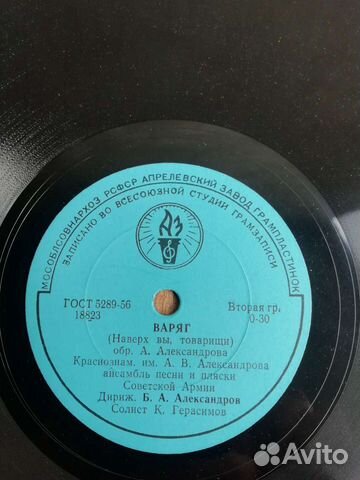 МОСОБЛСОВНАРХОЗ РСФСР АПРЕЛЕВСКИЙ ЗАВОД ГРАМПЛАСТИНОК
ЗАПИСАНО ВО ВСЕСОЮЗНОЙ СТУДИИ ГРАМЗАПИСИ
АЗ
ГОСТ 5289-56
18823
Вторая гр.
0-30
ВАРЯГ
(Наверх вы, товарищи)
обр. А. Александрова
Краснознам. им. А. В. Александрова
ансамбль песни и пляски
Советской Армии
Дириж. Б. А. Александров
Солист К. Герасимов
Avito